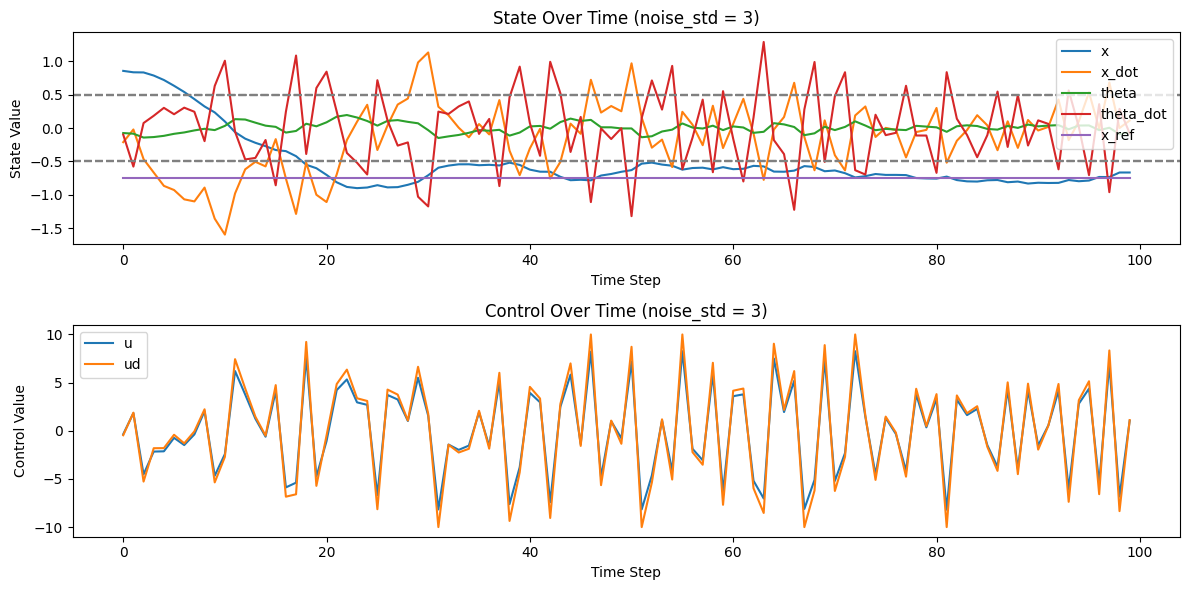 State Over Time (noise_std = 3)
State Value
1.0
0.5
0.0
−0.5
−1.0
−1.5
x
x_dot
theta
theta_dot
x_ref
0 20 40 60 80 100
Time Step
Control Over Time (noise_std = 3)
Control Value
10
5
0
−5
−10
u
ud
0 20 40 60 80 100
Time Step